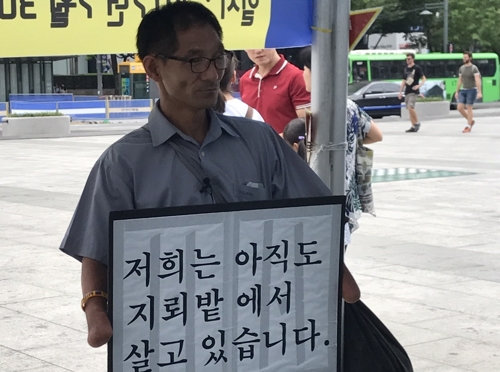 저희는 아직도
지뢰밭 에서
살고 있습니다.